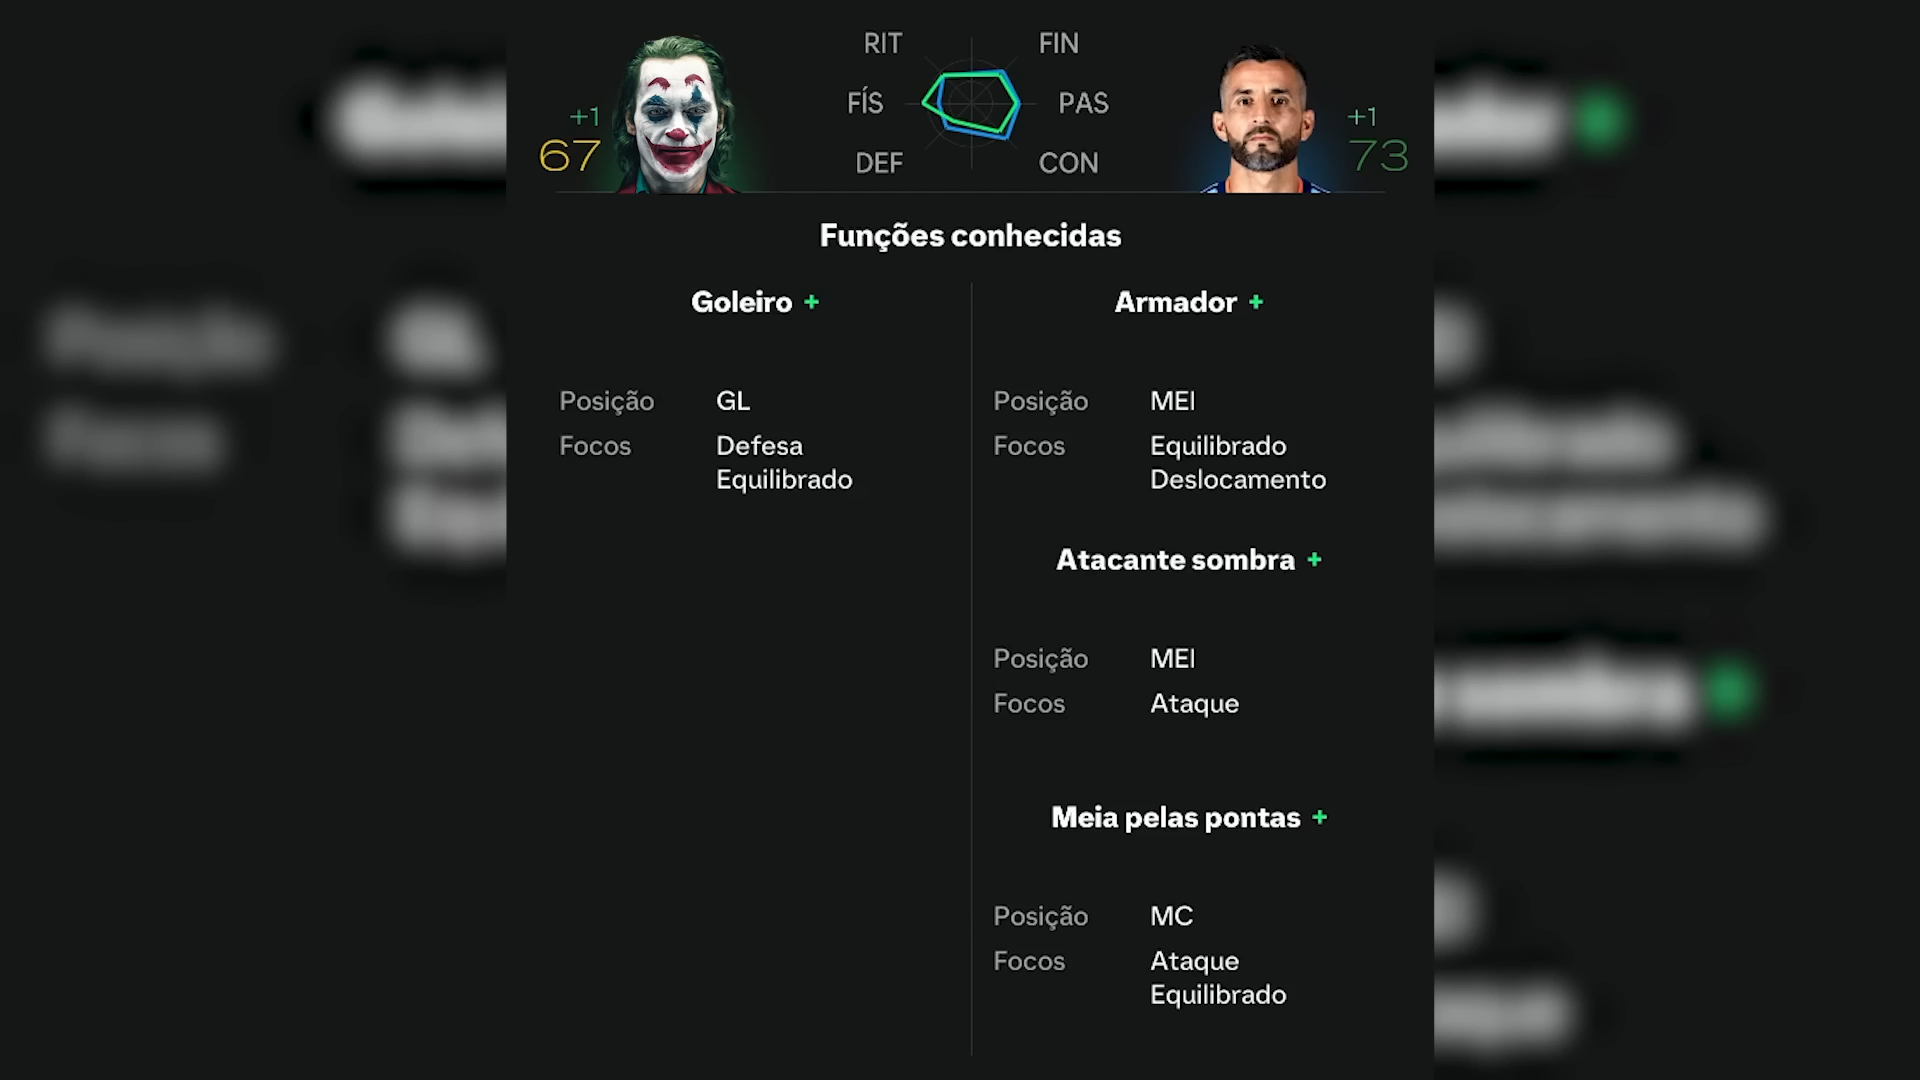 RIT
FIN
FÍS
PAS
DEF
CON
+1
67
+1
73
Funções conhecidas
Goleiro +
Posição GL
Focos Defesa
Equilibrado
Armador +
Posição MEI
Focos Equilibrado
Deslocamento
Atacante sombra +
Posição MEI
Focos Ataque
Meia pelas pontas +
Posição MC
Focos Ataque
Equilibrado